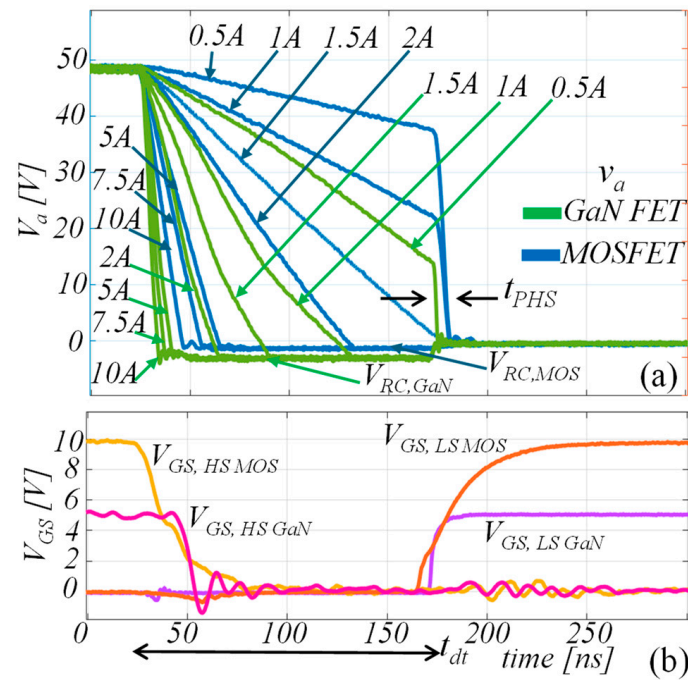 0.5A 1A 1.5A 2A
1.5A 1A 0.5A
50
40
30
20
10
0
V_a [V]
5A
7.5A
10A
2A
5A
7.5A
10A
v_a
GaN FET
MOSFET
t_PHS
V_RC,GaN
V_RC,MOS
(a)
10
8
6
4
2
0
V_GS [V]
V_GS, HS MOS
V_GS, LS MOS
V_GS, HS GaN
V_GS, LS GaN
0 50 100 150 200 250
t_dt time [ns] (b)